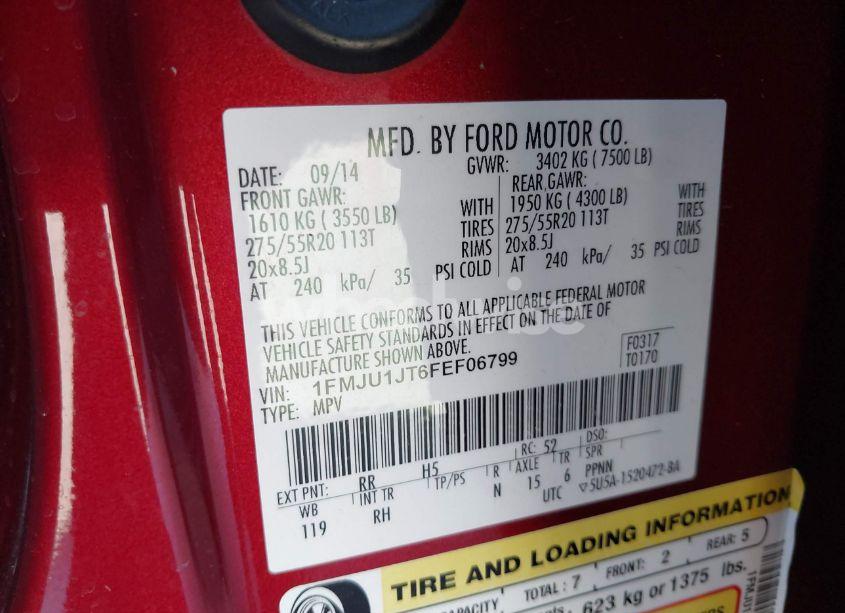 MFD. BY FORD MOTOR CO.
DATE: 09/14 GVWR: 3402 KG ( 7500 LB)
FRONT GAWR: REAR GAWR:
1610 KG ( 3550 LB) WITH 1950 KG ( 4300 LB) WITH
275/55R20 113T TIRES 275/55R20 113T TIRES
20x8.5J RIMS 20x8.5J RIMS
AT 240 kPa/ 35 PSI COLD AT 240 kPa/ 35 PSI COLD
THIS VEHICLE CONFORMS TO ALL APPLICABLE FEDERAL MOTOR
VEHICLE SAFETY STANDARDS IN EFFECT ON THE DATE OF
MANUFACTURE SHOWN ABOVE.
VIN: 1FMJU1JT6FEF06799 F0317
TYPE: MPV T0170
EXT PNT: RR H5 RC: 52 DSO:
WB INT TR TP/PS R AXLE TR SPR
119 RH N 15 6 PPNN
UTC ▽5U5A-1520472-BA
TIRE AND LOADING INFORMATION
CAPACITY TOTAL : 7 FRONT: 2 REAR: 5
623 kg or 1375 lbs.